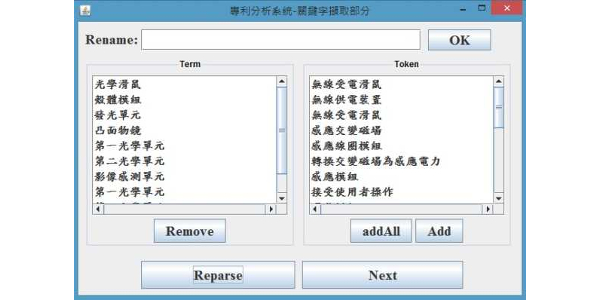 專利分析系統-關鍵字擷取部分
Rename:
OK
Term
Token
光學滑鼠
殼體模組
發光單元
凸面物鏡
第一光學單元
第二光學單元
影像感測單元
第一光學單元
無線受電滑鼠
無線供電裝置
無線受電滑鼠
感應交變磁場
感應線圈模組
轉換交變磁場為感應電力
感應模組
接受使用者操作
Remove
addAll
Add
Reparse
Next